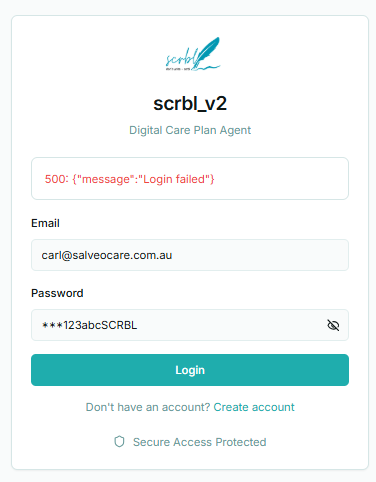 scrbl
scrbl_v2
Digital Care Plan Agent
500: {"message":"Login failed"}
Email
carl@salveocare.com.au
Password
***123abcSCRBL
Login
Don't have an account? Create account
Secure Access Protected